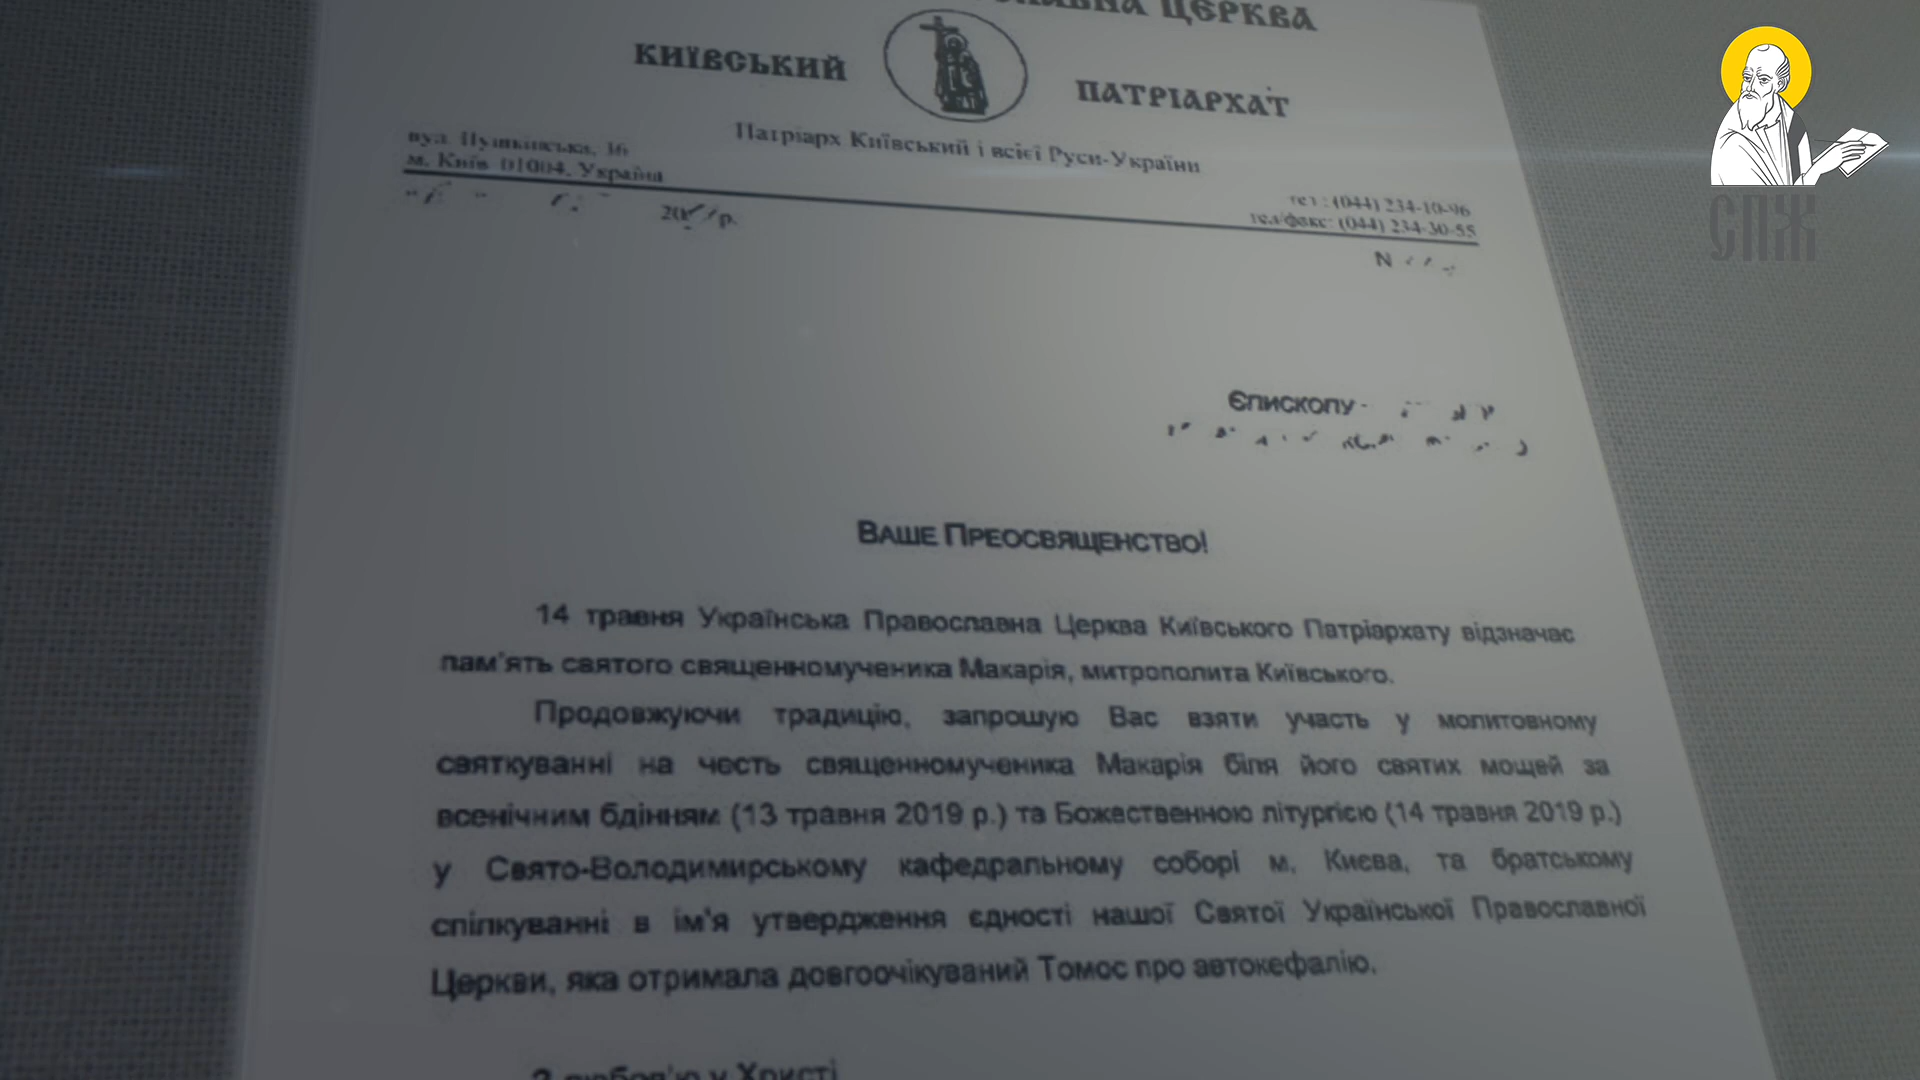 ЦЕРКВА
КИЇВСЬКИЙ ПАТРІАРХАТ
Патріарх Київський і всієї Руси-України
вул. Пушкінська, 16
м. Київ 01004, Україна
тел.: (044) 234-10-96
тел/факс: (044) 234-30-55
р.
N
СПЖ
Єпископу
ВАШЕ ПРЕОСВЯЩЕНСТВО!
14 травня Українська Православна Церква Київського Патріархату відзначає
пам'ять святого священномученика Макарія, митрополита Київського.
Продовжуючи традицію, запрошую Вас взяти участь у молитовному
святкуванні на честь священномученика Макарія біля його святих мощей за
всенічним бдінням (13 травня 2019 р.) та Божественною літургією (14 травня 2019 р.)
у Свято-Володимирському кафедральному соборі м. Києва, та братському
спілкуванні в ім'я утвердження єдності нашої Святої Української Православної
Церкви, яка отримала довгоочікуваний Томос про автокефалію.
З любов'ю у Христі